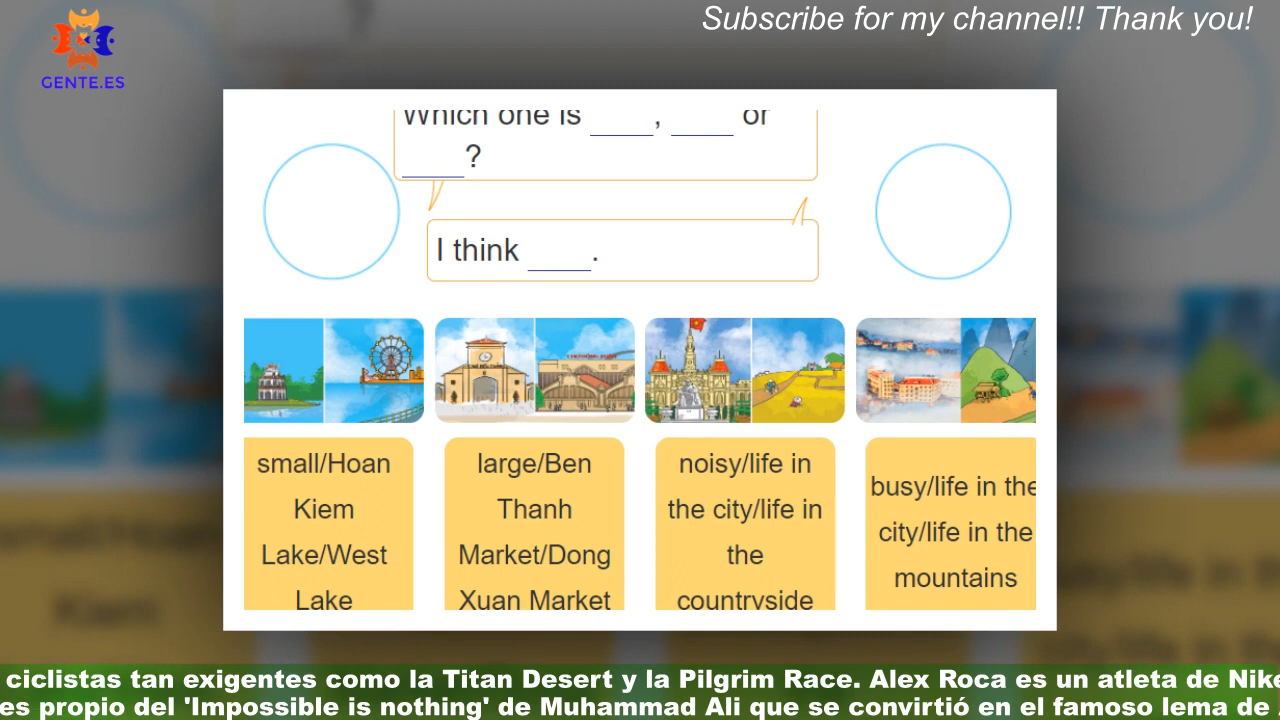 Subscribe for my channel!! Thank you!
GENTE.ES
Which one is ____, ____ or
____?
I think ____.
small/Hoan
Kiem
Lake/West
Lake
large/Ben
Thanh
Market/Dong
Xuan Market
noisy/life in
the city/life in
the
countryside
busy/life in the
city/life in the
mountains
ciclistas tan exigentes como la Titan Desert y la Pilgrim Race. Alex Roca es un atleta de Nike
es propio del 'Impossible is nothing' de Muhammad Ali que se convirtió en el famoso lema de